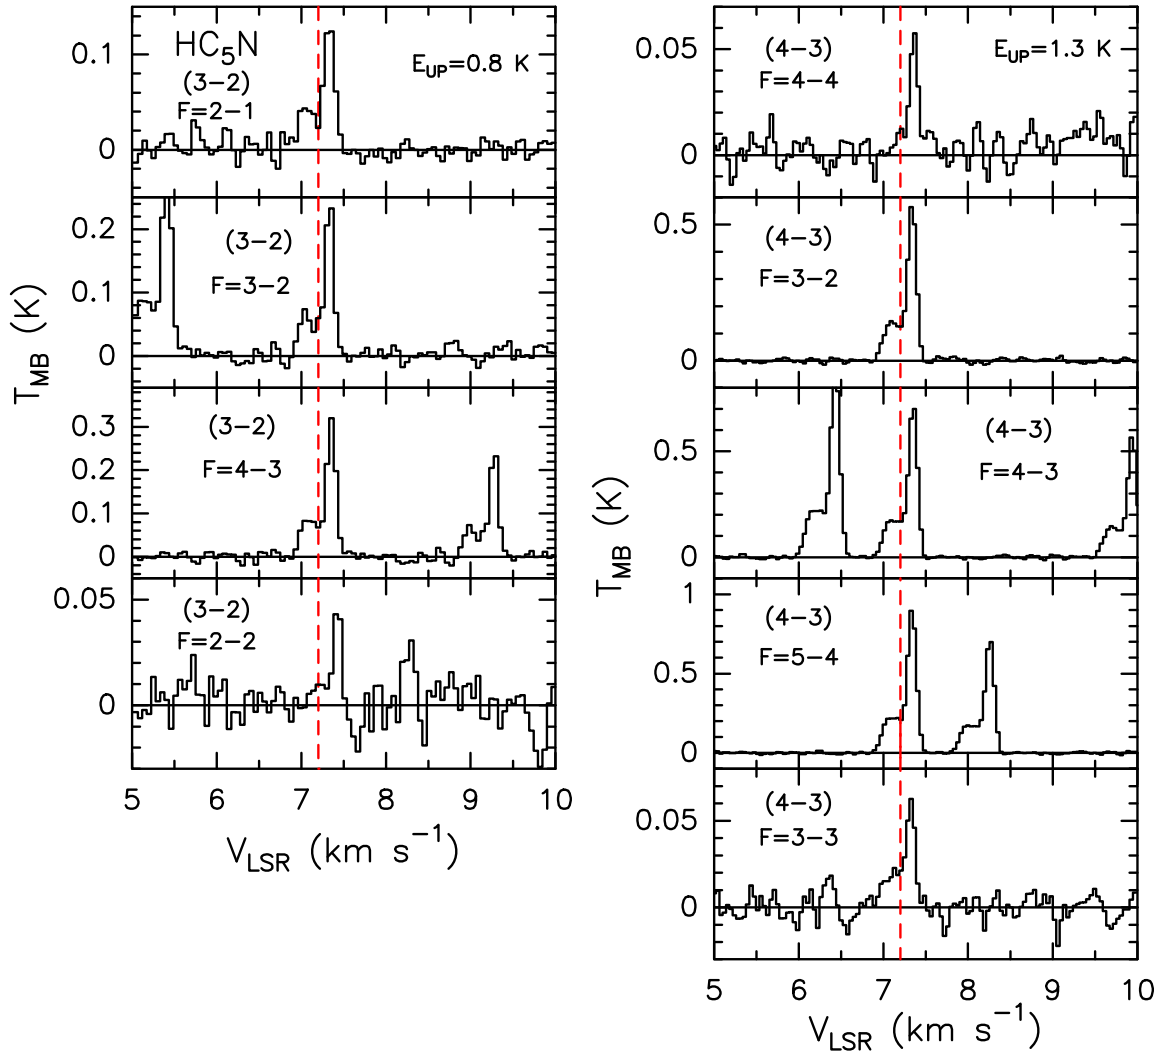 HC5N
(3−2)
F=2−1
EUP=0.8 K
0.1
0
(3−2)
F=3−2
0.2
0.1
0
(3−2)
F=4−3
0.3
0.2
0.1
0
(3−2)
F=2−2
0.05
0
TMB (K)
5 6 7 8 9 10
VLSR (km s−1)
(4−3)
F=4−4
EUP=1.3 K
0.05
0
(4−3)
F=3−2
0.5
0
(4−3)
F=4−3
0.5
0
(4−3)
F=5−4
1
0.5
0
(4−3)
F=3−3
0.05
0
TMB (K)
5 6 7 8 9 10
VLSR (km s−1)